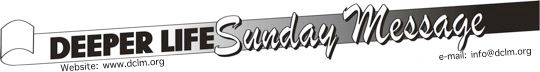 DEEPER LIFE Sunday Message
Website: www.dclm.org
e-mail: info@dclm.org